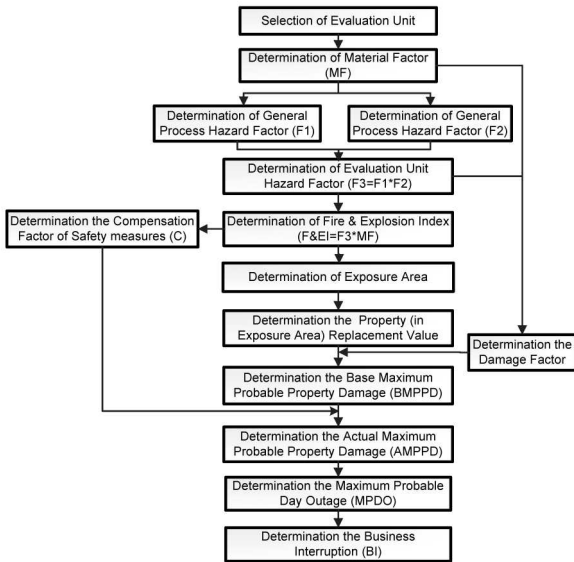 Selection of Evaluation Unit
Determination of Material Factor
(MF)
Determination of General
Process Hazard Factor (F1)
Determination of General
Process Hazard Factor (F2)
Determination of Evaluation Unit
Hazard Factor (F3=F1*F2)
Determination the Compensation
Factor of Safety measures (C)
Determination of Fire & Explosion Index
(F&EI=F3*MF)
Determination of Exposure Area
Determination the Property (in
Exposure Area) Replacement Value
Determination the
Damage Factor
Determination the Base Maximum
Probable Property Damage (BMPPD)
Determination the Actual Maximum
Probable Property Damage (AMPPD)
Determination the Maximum Probable
Day Outage (MPDO)
Determination the Business
Interruption (BI)